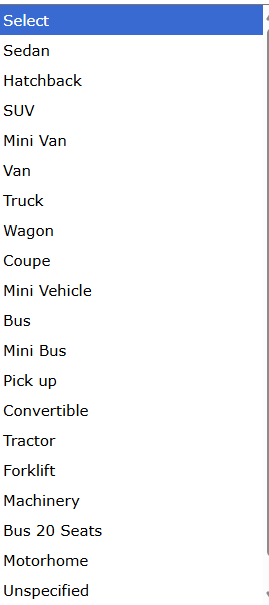 Select
Sedan
Hatchback
SUV
Mini Van
Van
Truck
Wagon
Coupe
Mini Vehicle
Bus
Mini Bus
Pick up
Convertible
Tractor
Forklift
Machinery
Bus 20 Seats
Motorhome
Unspecified